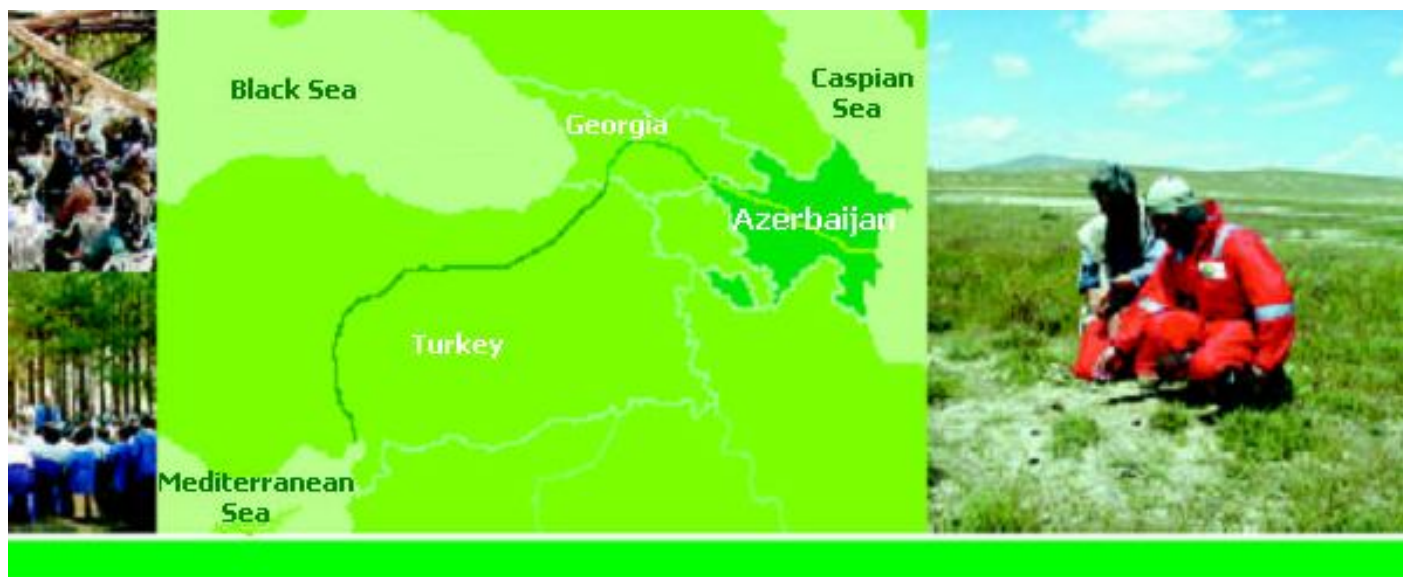 Black Sea
Caspian
Sea
Georgia
Azerbaijan
Turkey
Mediterranean
Sea